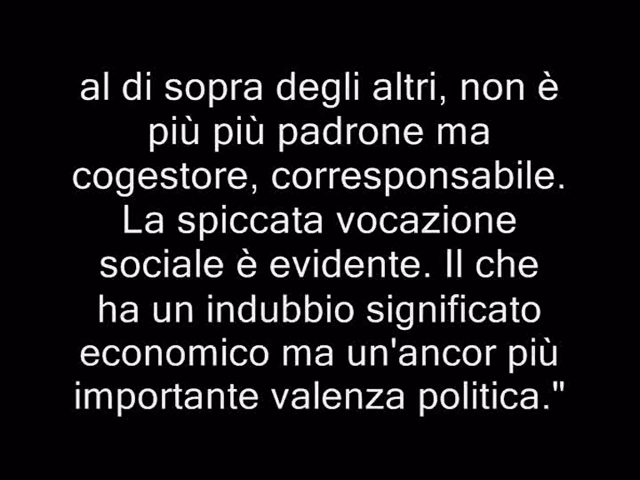 al di sopra degli altri, non è
più più padrone ma
cogestore, corresponsabile.
La spiccata vocazione
sociale è evidente. Il che
ha un indubbio significato
economico ma un'ancor più
importante valenza politica."